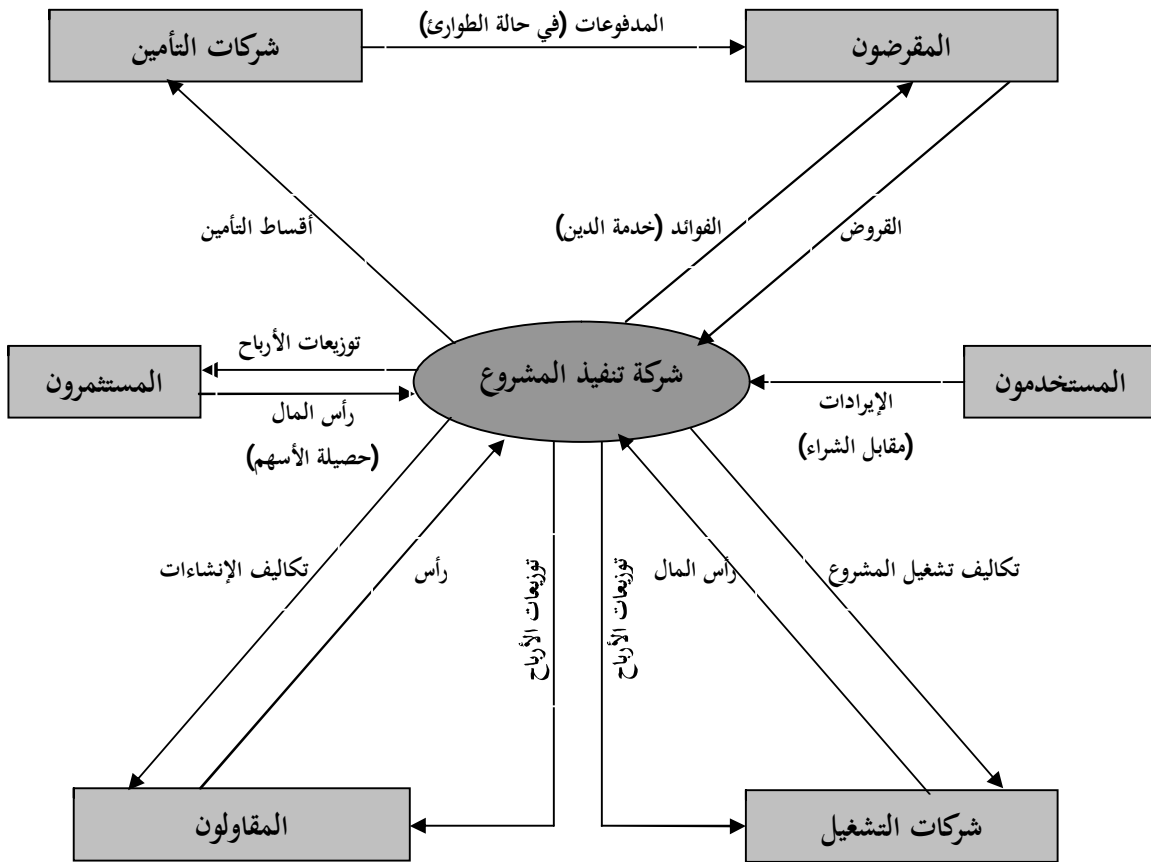 المقرضون
المدفوعات (في حالة الطوارئ)
شركات التأمين
القروض
الفوائد (خدمة الدين)
أقساط التأمين
المستخدمون
الإيرادات
(مقابل الشراء)
شركة تنفيذ المشروع
توزيعات الأرباح
رأس المال
(حصيلة الأسهم)
المستثمرون
تكاليف تشغيل المشروع
رأس المال
توزيعات الأرباح
توزيعات الأرباح
رأس
تكاليف الإنشاءات
شركات التشغيل
المقاولون